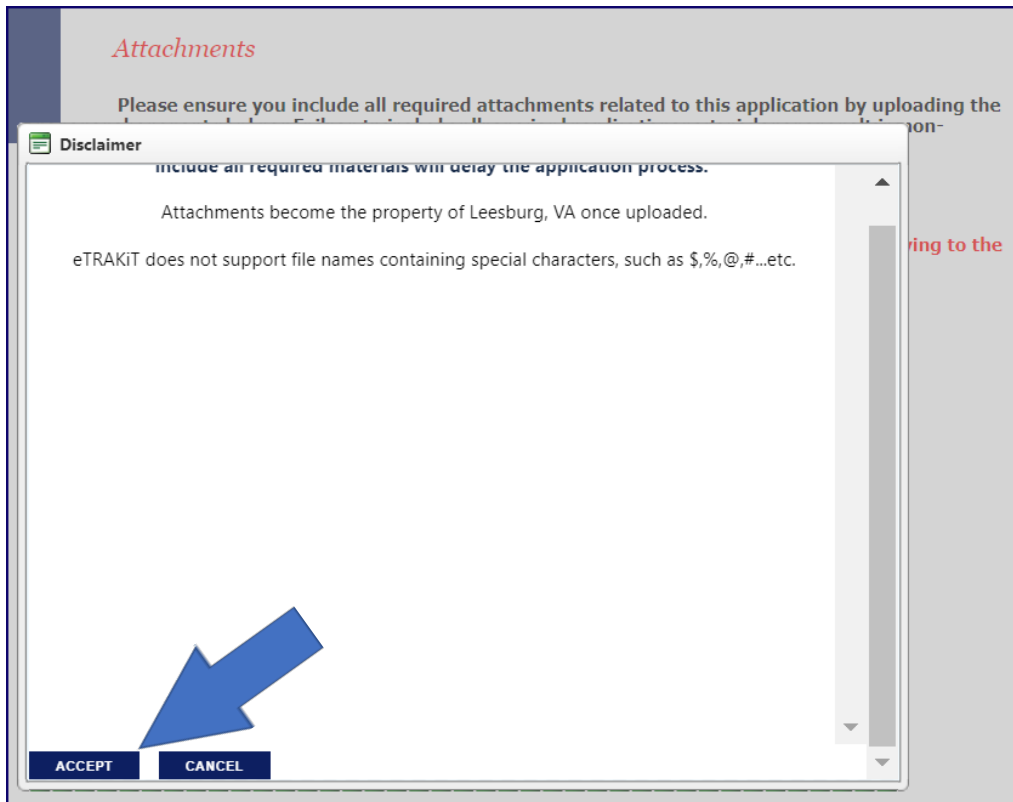 Attachments
Please ensure you include all required attachments related to this application by uploading the
non-
Disclaimer
include all required materials will delay the application process.
Attachments become the property of Leesburg, VA once uploaded.
ying to the
eTRAKiT does not support file names containing special characters, such as $,%,@,#...etc.
ACCEPT CANCEL